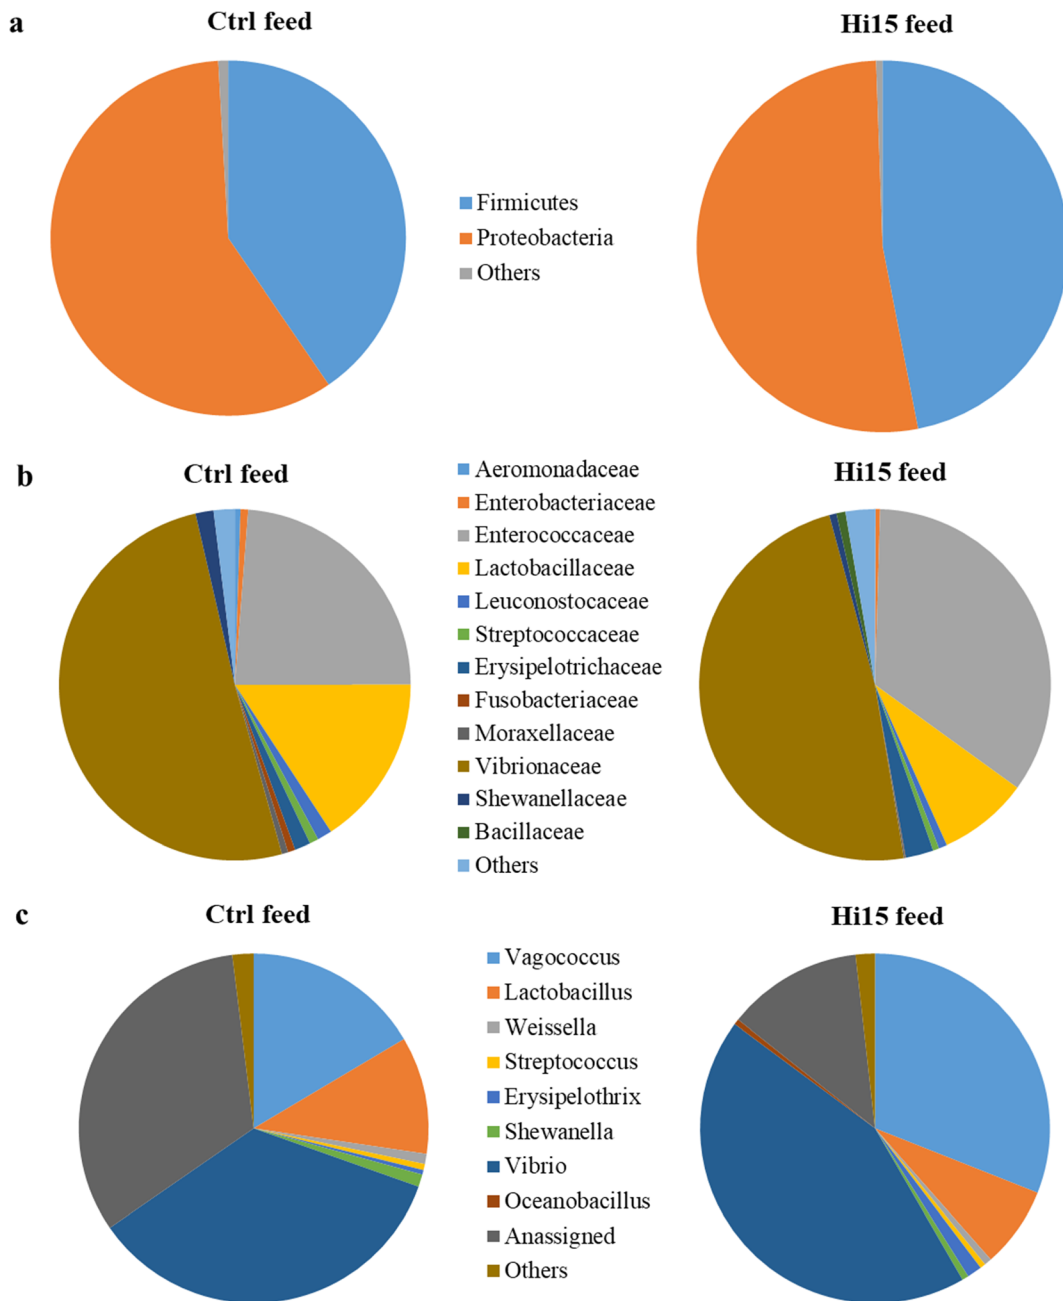 a
Ctrl feed
Hi15 feed
Firmicutes
Proteobacteria
Others
b
Ctrl feed
Hi15 feed
Aeromonadaceae
Enterobacteriaceae
Enterococcaceae
Lactobacillaceae
Leuconostocaceae
Streptococcaceae
Erysipelotrichaceae
Fusobacteriaceae
Moraxellaceae
Vibrionaceae
Shewanellaceae
Bacillaceae
Others
c
Ctrl feed
Hi15 feed
Vagococcus
Lactobacillus
Weissella
Streptococcus
Erysipelothrix
Shewanella
Vibrio
Oceanobacillus
Anassigned
Others